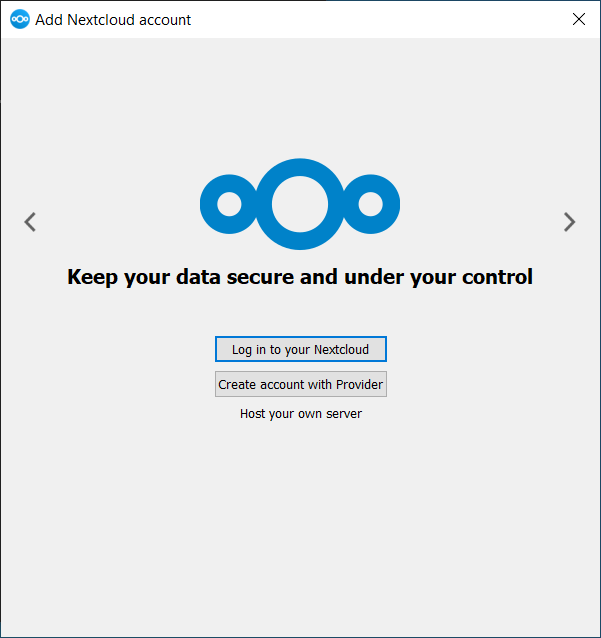 Add Nextcloud account
Keep your data secure and under your control
Log in to your Nextcloud
Create account with Provider
Host your own server